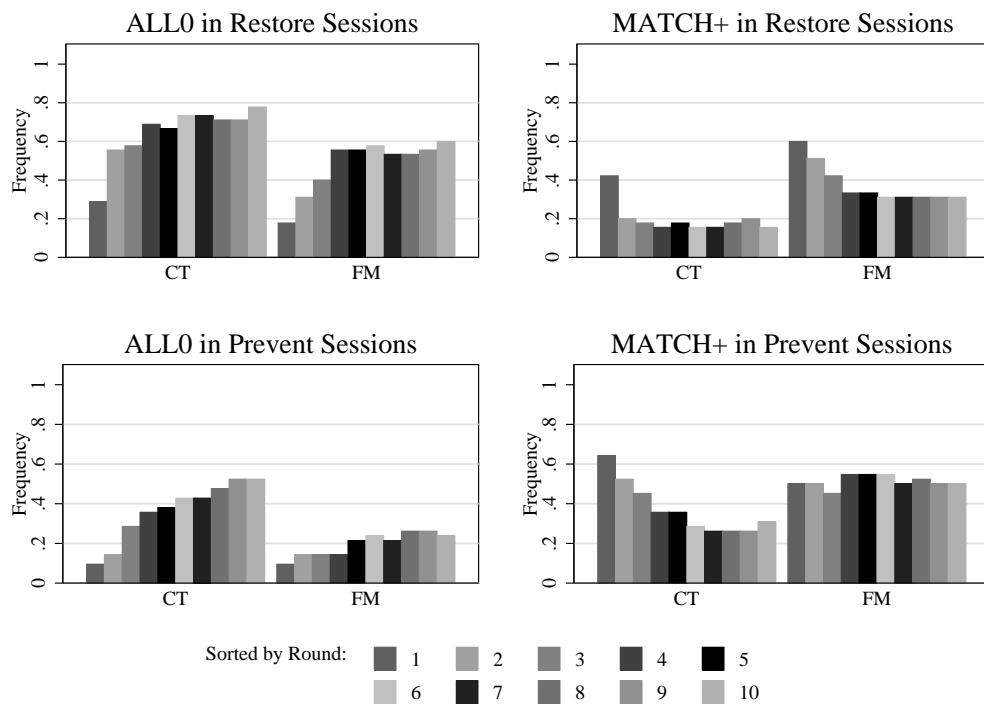 ALL0 in Restore Sessions
Frequency
0 .2 .4 .6 .8 1
CT FM
MATCH+ in Restore Sessions
Frequency
0 .2 .4 .6 .8 1
CT FM
ALL0 in Prevent Sessions
Frequency
0 .2 .4 .6 .8 1
CT FM
MATCH+ in Prevent Sessions
Frequency
0 .2 .4 .6 .8 1
CT FM
Sorted by Round: 1 2 3 4 5
6 7 8 9 10